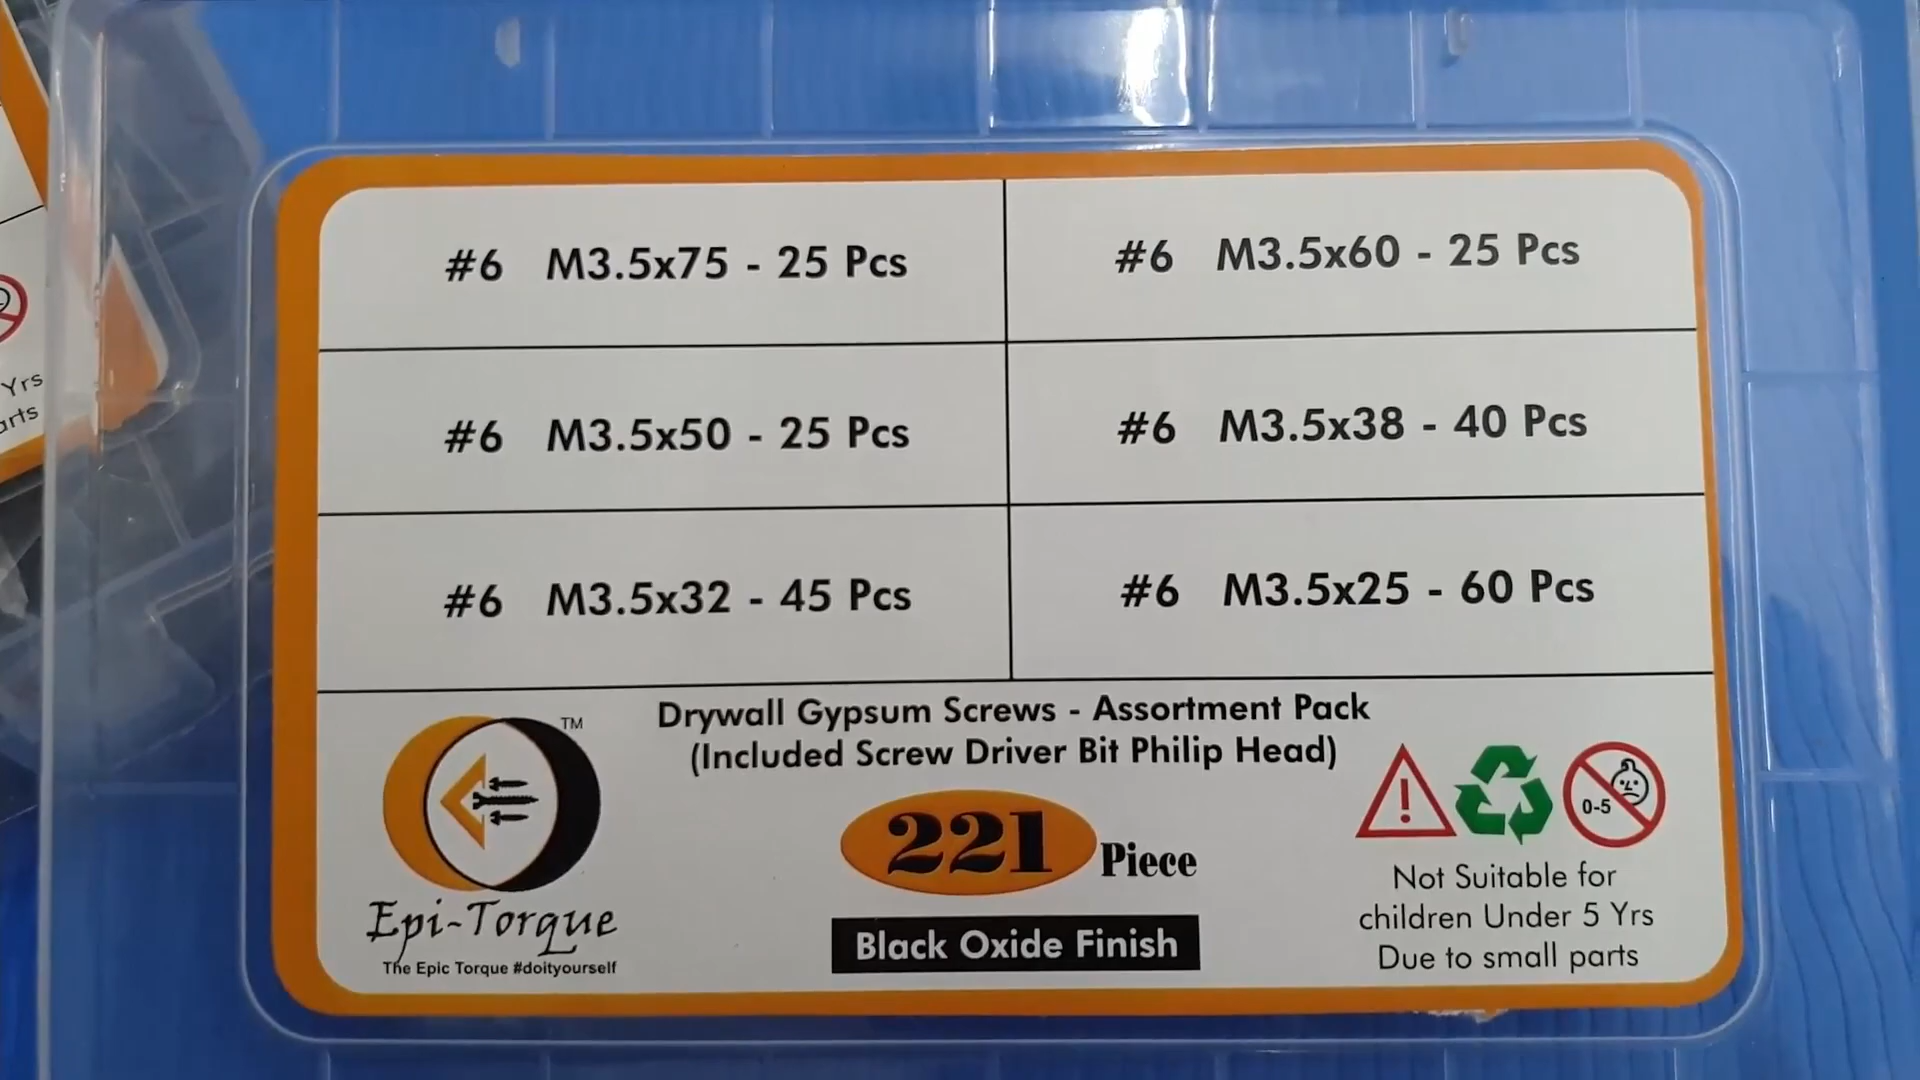 #6 M3.5x75 - 25 Pcs
#6 M3.5x60 - 25 Pcs
#6 M3.5x50 - 25 Pcs
#6 M3.5x38 - 40 Pcs
#6 M3.5x32 - 45 Pcs
#6 M3.5x25 - 60 Pcs
Drywall Gypsum Screws - Assortment Pack
(Included Screw Driver Bit Philip Head)
TM
Epi-Torque
The Epic Torque #doityourself
221 Piece
Black Oxide Finish
0-5
Not Suitable for
children Under 5 Yrs
Due to small parts
Yrs
arts